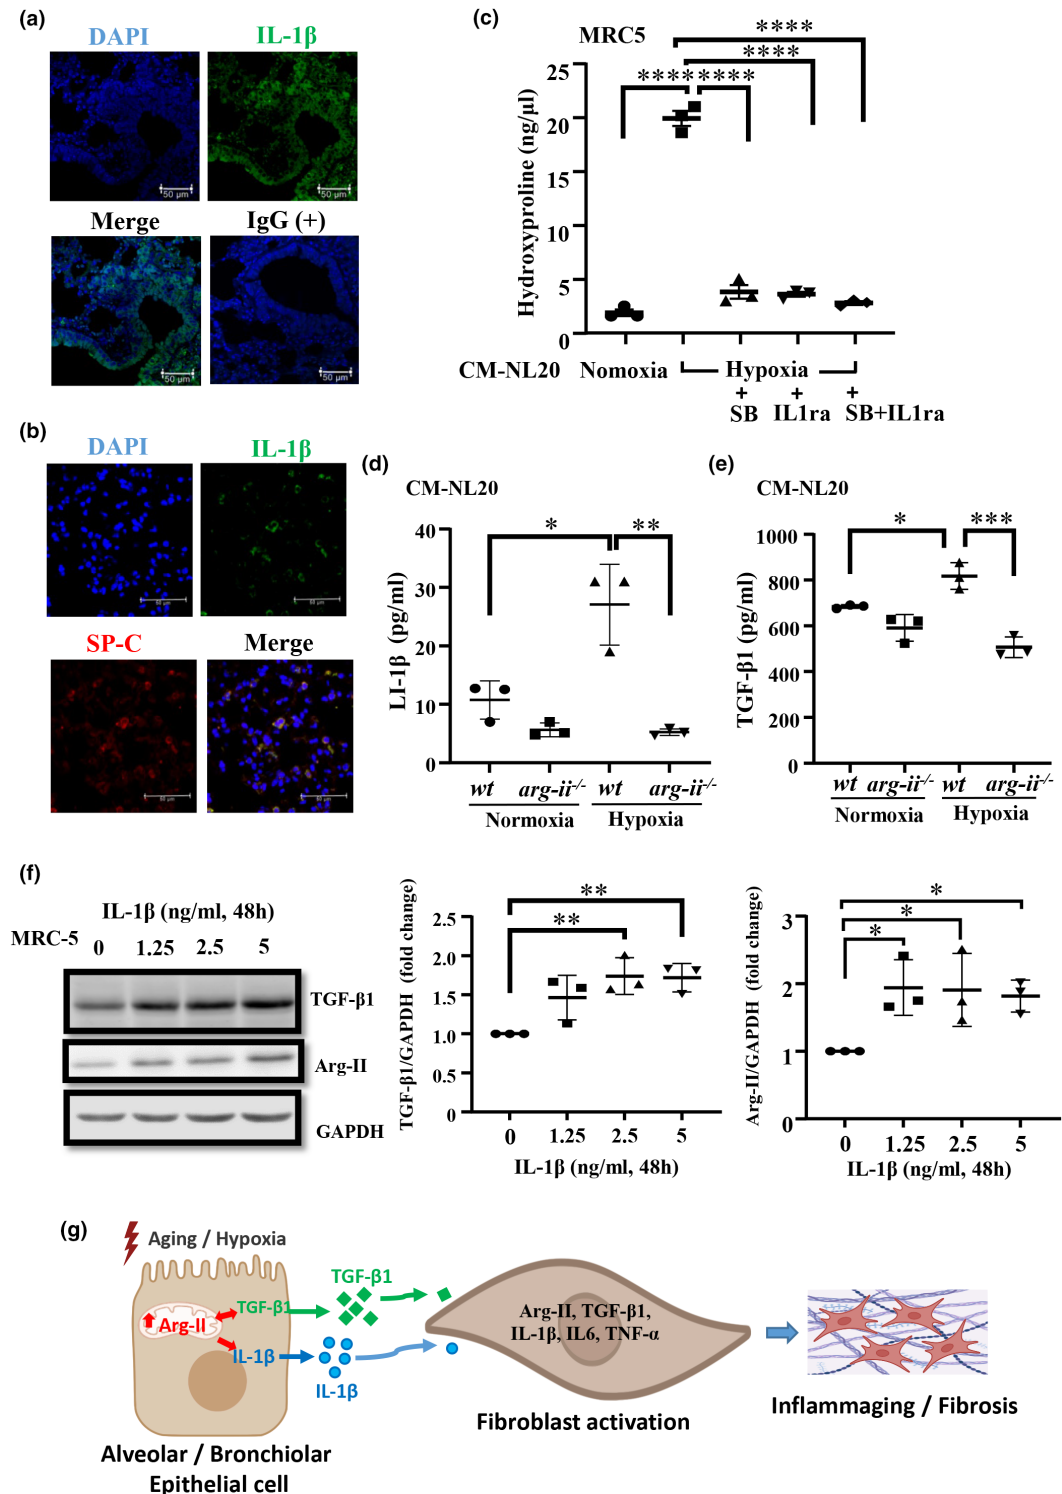 (a)
DAPI
IL-1β
50 µm
50 µm
Merge
IgG (+)
50 µm
50 µm
(b)
DAPI
IL-1β
SP-C
Merge
(c)
MRC5
****
****
**** ****
Hydroxyproline (ng/µl)
25
20
15
10
5
0
CM-NL20
Nomoxia
Hypoxia
+ + +
SB IL1ra SB+IL1ra
(d)
CM-NL20
* **
LI-1β (pg/ml)
40
30
20
10
0
wt arg-ii-/- wt arg-ii-/-
Normoxia Hypoxia
(e)
CM-NL20
* ***
TGF-β1 (pg/ml)
1000
800
600
400
200
0
wt arg-ii-/- wt arg-ii-/-
Normoxia Hypoxia
(f)
IL-1β (ng/ml, 48h)
MRC-5 0 1.25 2.5 5
TGF-β1
Arg-II
GAPDH
**
**
TGF-β1/GAPDH (fold change)
2.5
2.0
1.5
1.0
0.5
0
0 1.25 2.5 5
IL-1β (ng/ml, 48h)
*
*
*
Arg-II/GAPDH (fold change)
3
2
1
0
0 1.25 2.5 5
IL-1β (ng/ml, 48h)
(g)
Aging / Hypoxia
TGF-β1
Arg-II
TGF-β1
IL-1β
IL-1β
Alveolar / Bronchiolar
Epithelial cell
Arg-II, TGF-β1,
IL-1β, IL6, TNF-α
Fibroblast activation
Inflammaging / Fibrosis